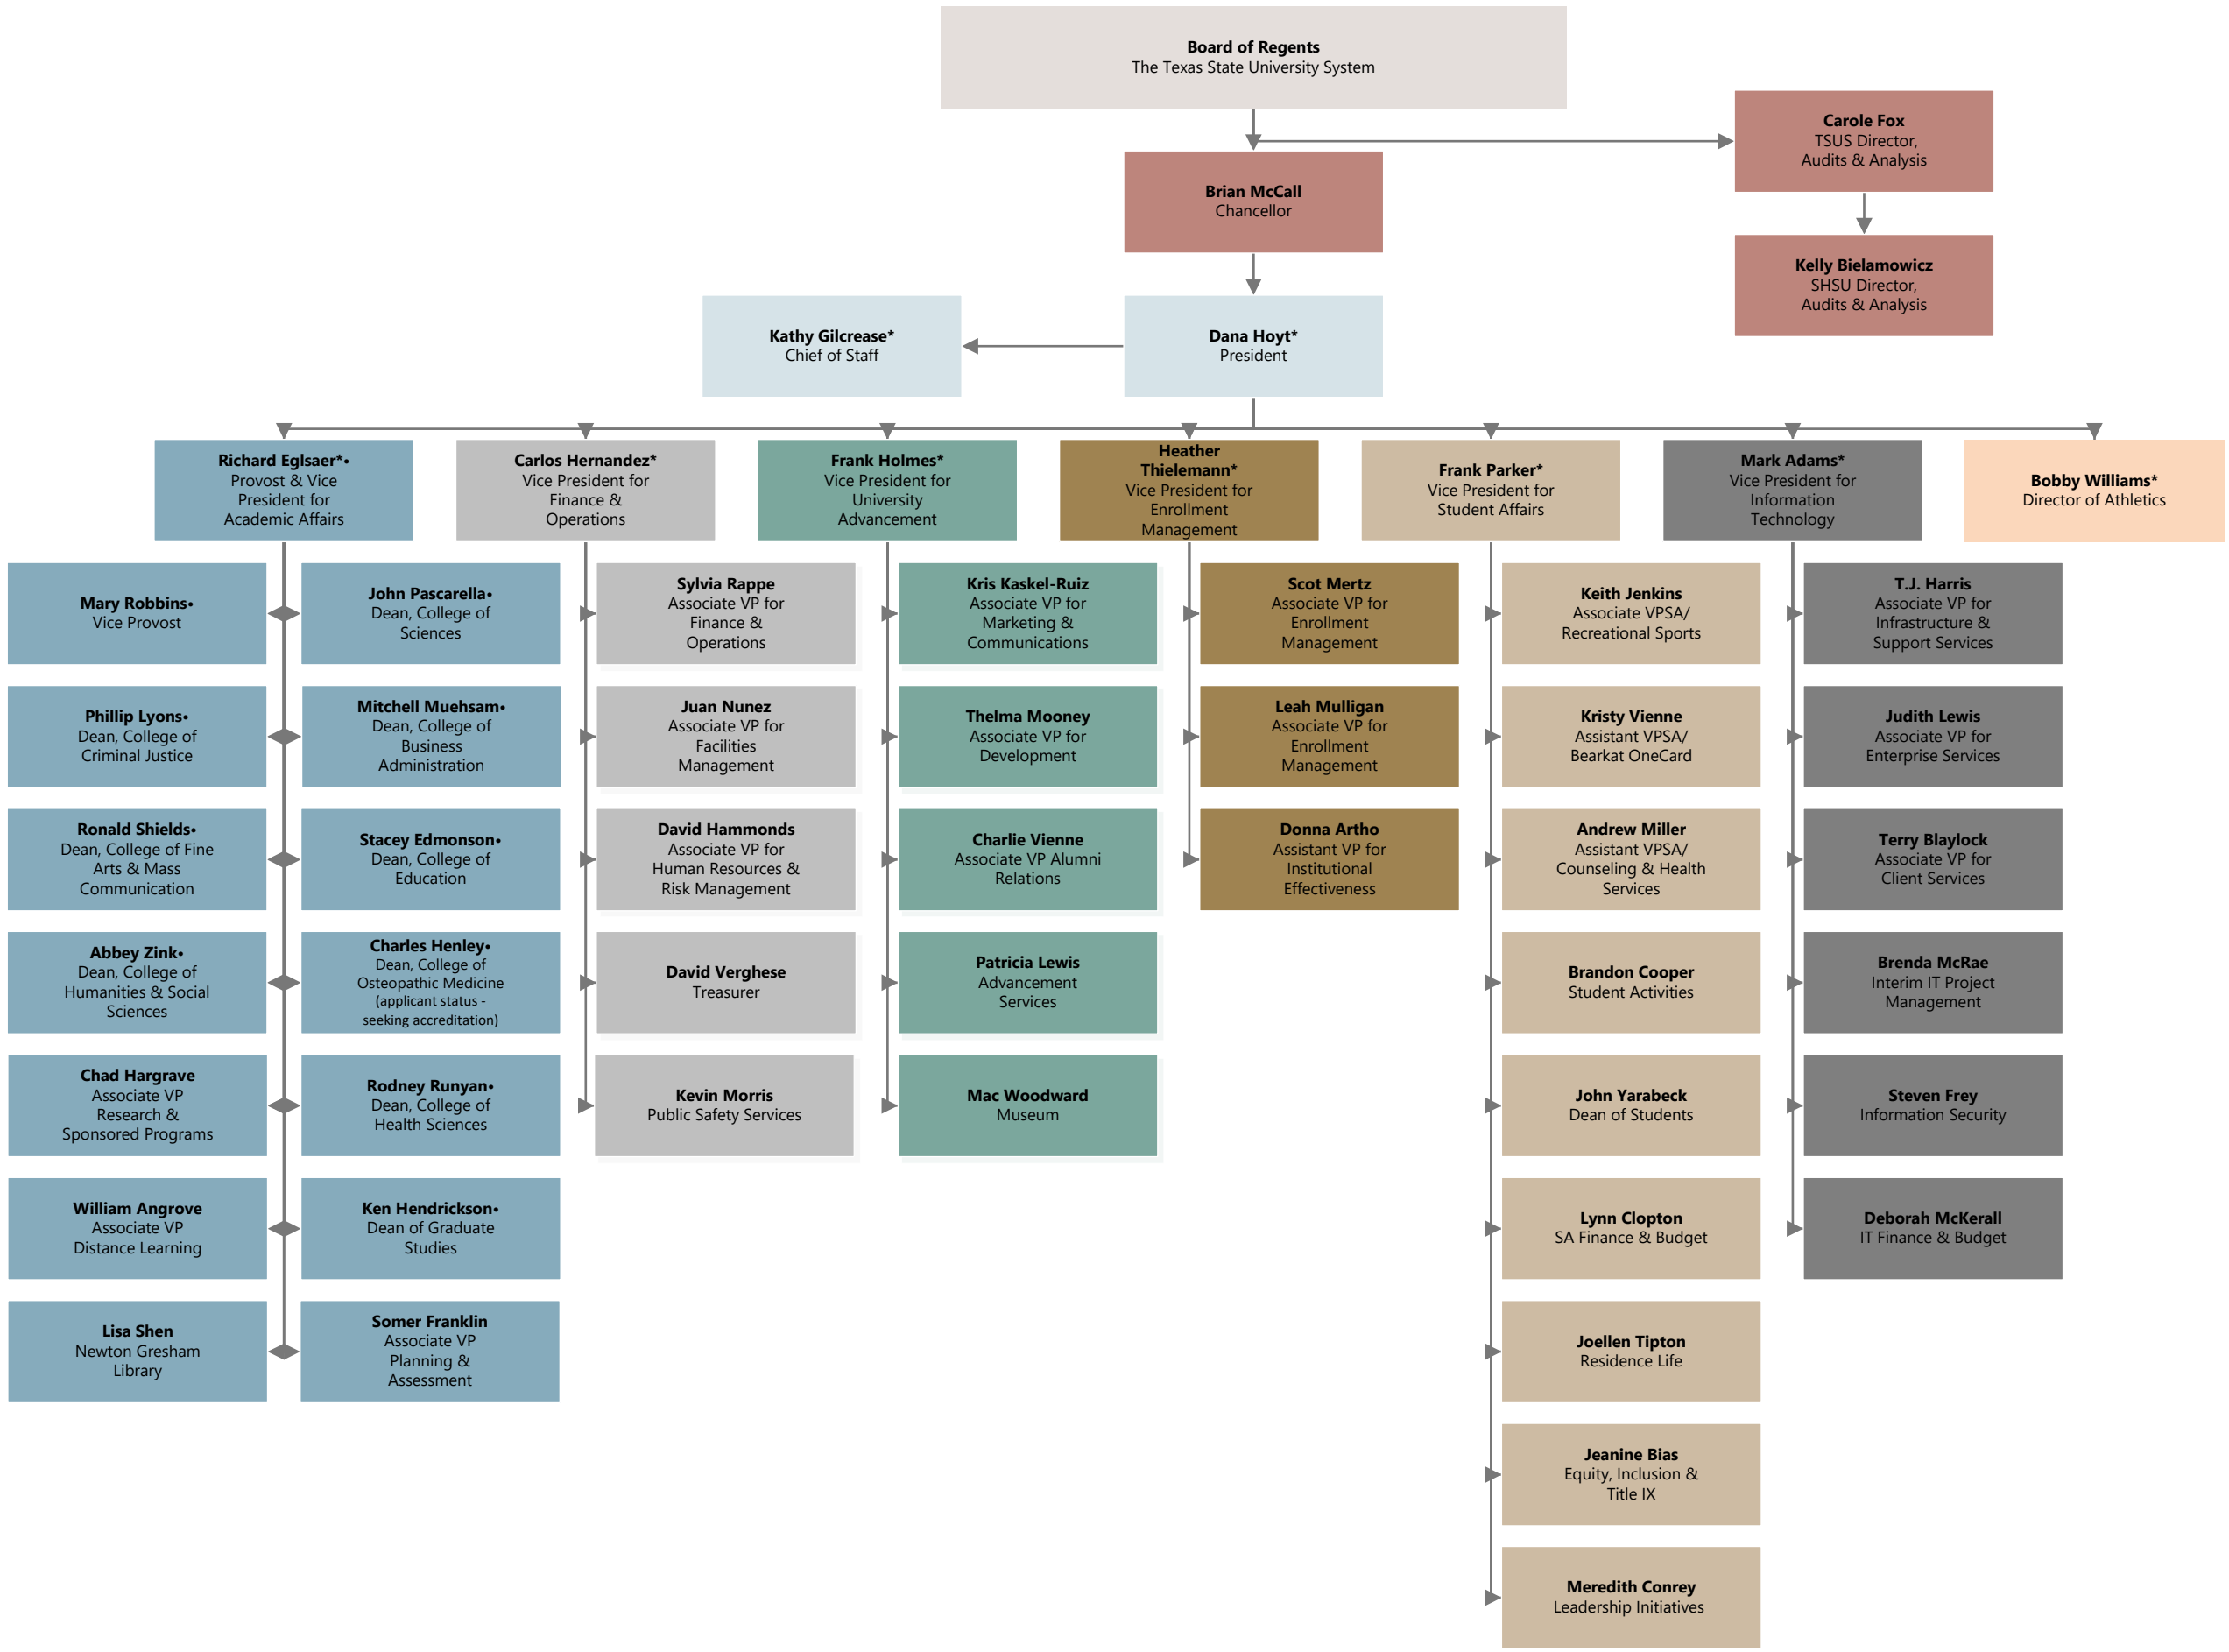 Board of Regents
The Texas State University System
Carole Fox
TSUS Director,
Audits & Analysis
Brian McCall
Chancellor
Kelly Bielamowicz
SHSU Director,
Audits & Analysis
Kathy Gilcrease*
Chief of Staff
Dana Hoyt*
President
Richard Eglsaer*•
Provost & Vice
President for
Academic Affairs
Carlos Hernandez*
Vice President for
Finance &
Operations
Frank Holmes*
Vice President for
University
Advancement
Heather
Thielemann*
Vice President for
Enrollment
Management
Frank Parker*
Vice President for
Student Affairs
Mark Adams*
Vice President for
Information
Technology
Bobby Williams*
Director of Athletics
Mary Robbins•
Vice Provost
John Pascarella•
Dean, College of
Sciences
Sylvia Rappe
Associate VP for
Finance &
Operations
Kris Kaskel-Ruiz
Associate VP for
Marketing &
Communications
Scot Mertz
Associate VP for
Enrollment
Management
Keith Jenkins
Associate VPSA/
Recreational Sports
T.J. Harris
Associate VP for
Infrastructure &
Support Services
Phillip Lyons•
Dean, College of
Criminal Justice
Mitchell Muehsam•
Dean, College of
Business
Administration
Juan Nunez
Associate VP for
Facilities
Management
Thelma Mooney
Associate VP for
Development
Leah Mulligan
Associate VP for
Enrollment
Management
Kristy Vienne
Assistant VPSA/
Bearkat OneCard
Judith Lewis
Associate VP for
Enterprise Services
Ronald Shields•
Dean, College of Fine
Arts & Mass
Communication
Stacey Edmonson•
Dean, College of
Education
David Hammonds
Associate VP for
Human Resources &
Risk Management
Charlie Vienne
Associate VP Alumni
Relations
Donna Artho
Assistant VP for
Institutional
Effectiveness
Andrew Miller
Assistant VPSA/
Counseling & Health
Services
Terry Blaylock
Associate VP for
Client Services
Abbey Zink•
Dean, College of
Humanities & Social
Sciences
Charles Henley•
Dean, College of
Osteopathic Medicine
(applicant status -
seeking accreditation)
David Verghese
Treasurer
Patricia Lewis
Advancement
Services
Brandon Cooper
Student Activities
Brenda McRae
Interim IT Project
Management
Chad Hargrave
Associate VP
Research &
Sponsored Programs
Rodney Runyan•
Dean, College of
Health Sciences
Kevin Morris
Public Safety Services
Mac Woodward
Museum
John Yarabeck
Dean of Students
Steven Frey
Information Security
William Angrove
Associate VP
Distance Learning
Ken Hendrickson•
Dean of Graduate
Studies
Lynn Clopton
SA Finance & Budget
Deborah McKerall
IT Finance & Budget
Lisa Shen
Newton Gresham
Library
Somer Franklin
Associate VP
Planning &
Assessment
Joellen Tipton
Residence Life
Jeanine Bias
Equity, Inclusion &
Title IX
Meredith Conrey
Leadership Initiatives